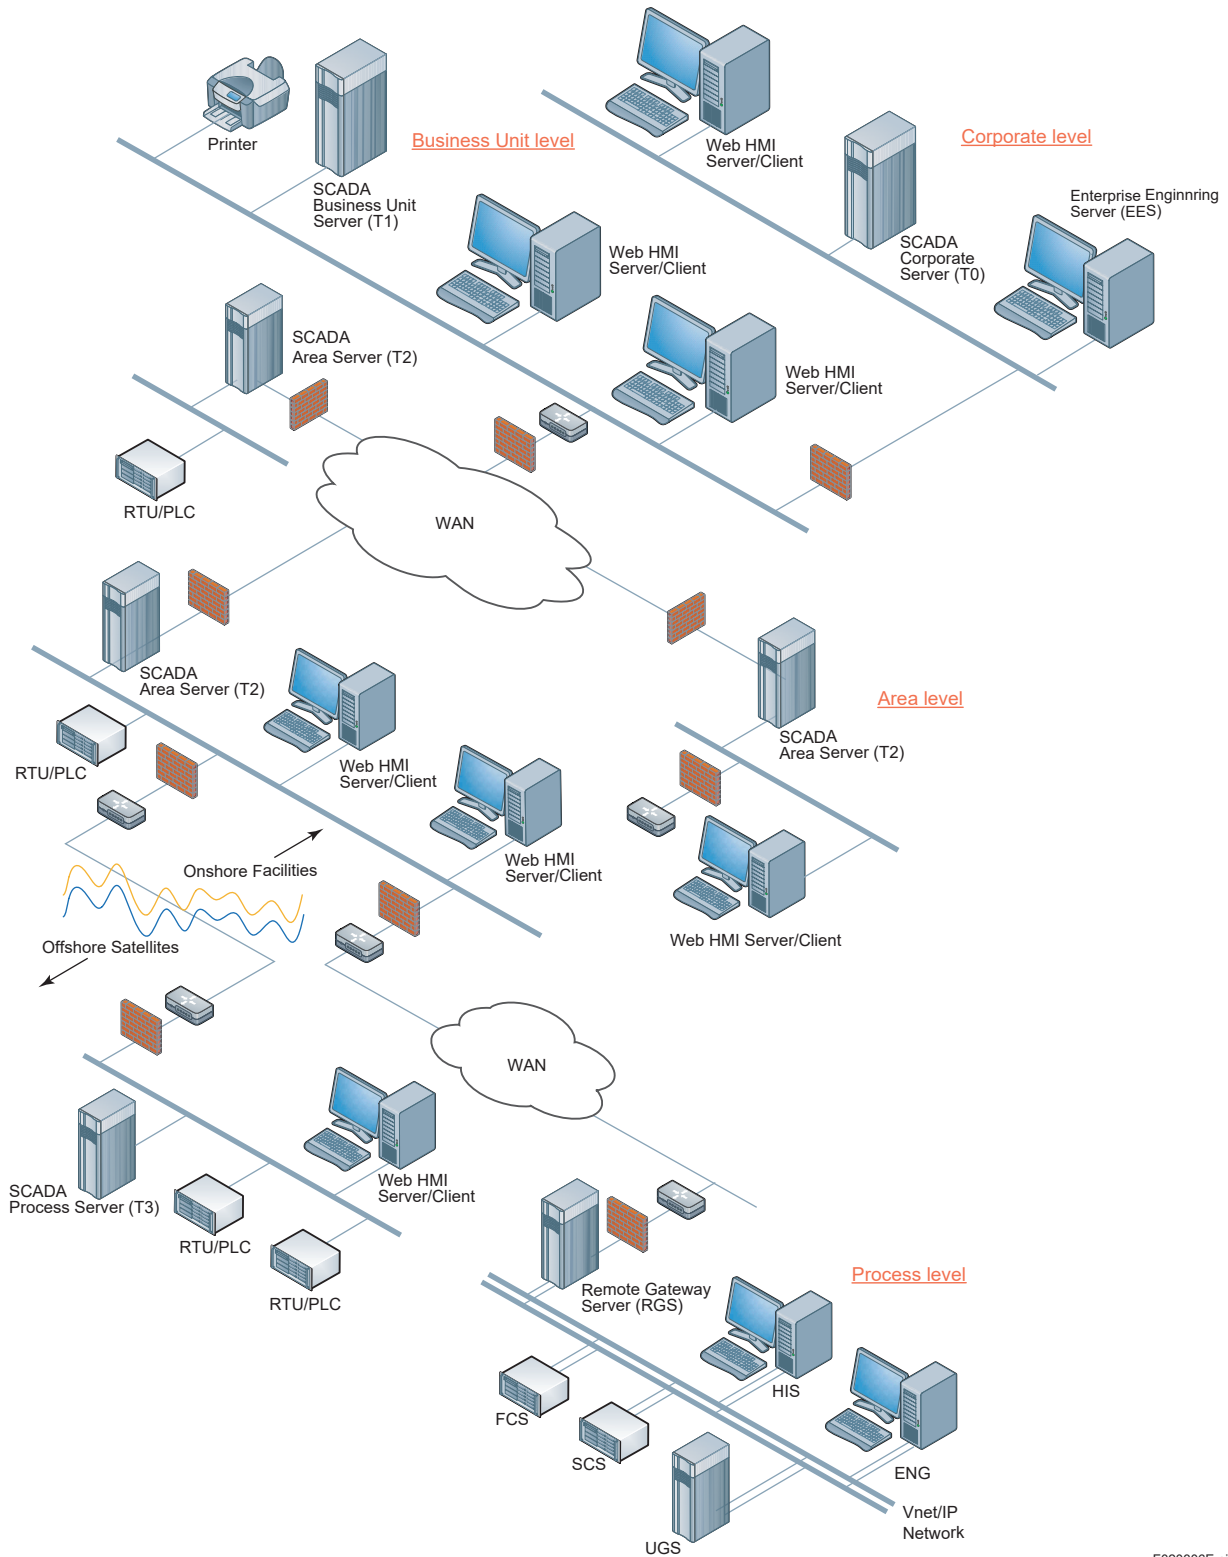 Printer
SCADA
Business Unit
Server (T1)
Business Unit level
Web HMI
Server/Client
Corporate level
SCADA
Corporate
Server (T0)
Enterprise Enginnring
Server (EES)
Web HMI
Server/Client
SCADA
Area Server (T2)
Web HMI
Server/Client
RTU/PLC
WAN
SCADA
Area Server (T2)
RTU/PLC
Web HMI
Server/Client
Area level
SCADA
Area Server (T2)
Onshore Facilities
Web HMI
Server/Client
Web HMI Server/Client
Offshore Satellites
WAN
SCADA
Process Server (T3)
Web HMI
Server/Client
RTU/PLC
RTU/PLC
Remote Gateway
Server (RGS)
Process level
HIS
FCS
SCS
ENG
UGS
Vnet/IP
Network